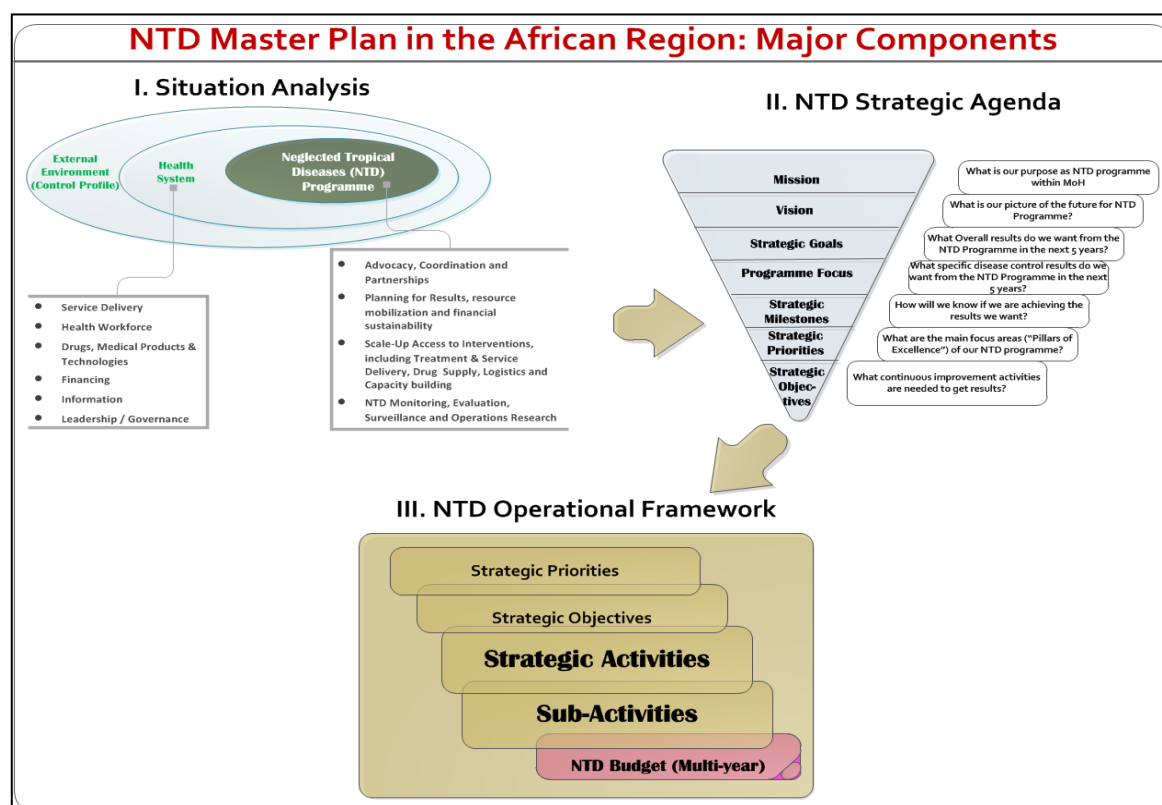 NTD Master Plan in the African Region: Major Components
I. Situation Analysis
External
Environment
(Control Profile)
Health
System
Neglected Tropical
Diseases (NTD)
Programme
Service Delivery
Health Workforce
Drugs, Medical Products &
Technologies
Financing
Information
Leadership / Governance
Advocacy, Coordination and
Partnerships
Planning for Results, resource
mobilization and financial
sustainability
Scale-Up Access to Interventions,
including Treatment & Service
Delivery, Drug Supply, Logistics and
Capacity building
NTD Monitoring, Evaluation,
Surveillance and Operations Research
II. NTD Strategic Agenda
Mission
What is our purpose as NTD programme
within MoH
Vision
What is our picture of the future for NTD
Programme?
Strategic Goals
What Overall results do we want from the
NTD Programme in the next 5 years?
Programme Focus
What specific disease control results do we
want from the NTD Programme in the next
5 years?
Strategic
Milestones
How will we know if we are achieving the
results we want?
Strategic
Priorities
What are the main focus areas ("Pillars of
Excellence") of our NTD programme?
Strategic
Objec-
tives
What continuous improvement activities
are needed to get results?
III. NTD Operational Framework
Strategic Priorities
Strategic Objectives
Strategic Activities
Sub-Activities
NTD Budget (Multi-year)